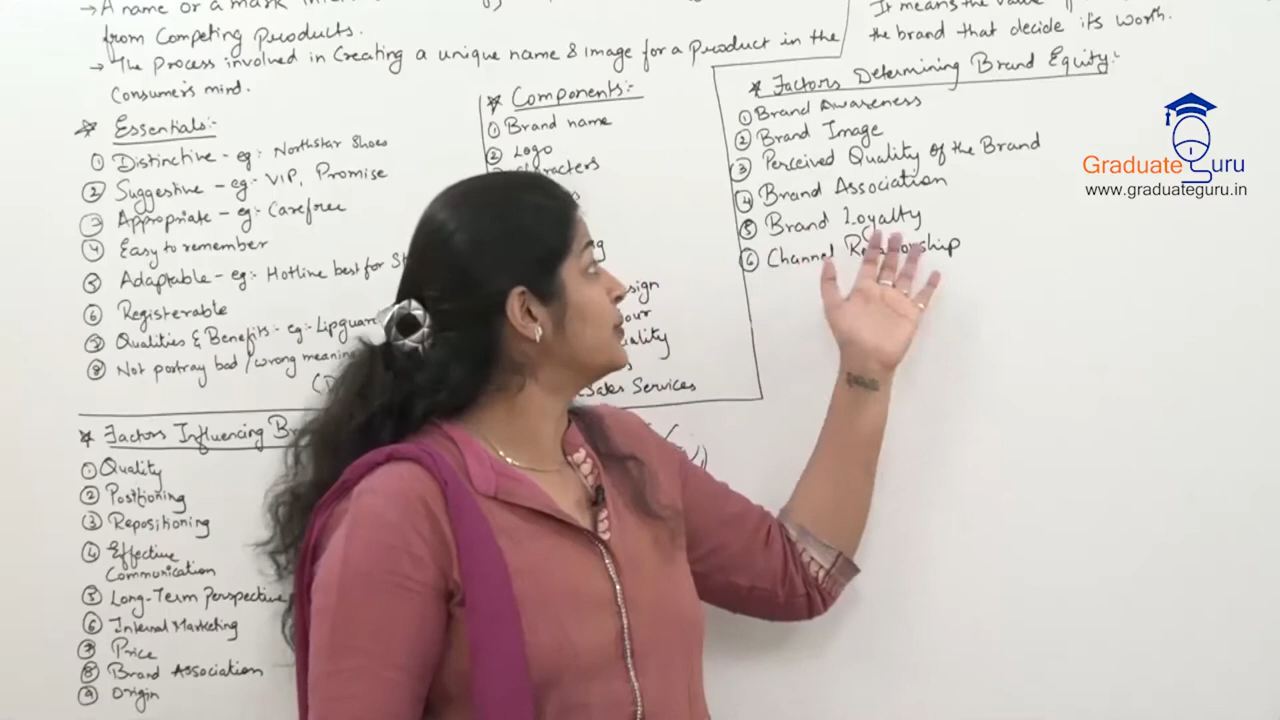 → A name or a mark
from Competing Products.
→ The Process involved in Creating a unique name & Image for a Product in the
Consumer's mind.
It means the value
the brand that decide its worth.
* Essentials:-
① Distinctive - eg:- Northstar Shoes
② Suggestive - eg:- VIP, Promise
③ Appropriate - eg:- Carefree
④ Easy to remember
⑤ Adaptable - eg:- Hotline best for
⑥ Registerable
⑦ Qualities & Benefits:- eg:- Lipguard
⑧ Not portray bad / wrong meaning
* Components:-
① Brand name
② Logo
Sales Services
* Factors Determining Brand Equity:-
① Brand Awareness
② Brand Image
③ Perceived Quality of the Brand
④ Brand Association
⑤ Brand Loyalty
⑥ Channel Relationship
* Factors Influencing
① Quality
② Positioning
③ Repositioning
④ Effective
Communication
⑤ Long-Term Perspective
⑥ Internal Marketing
⑦ Price
⑧ Brand Association
⑨ Origin
Graduate Guru
www.graduateguru.in